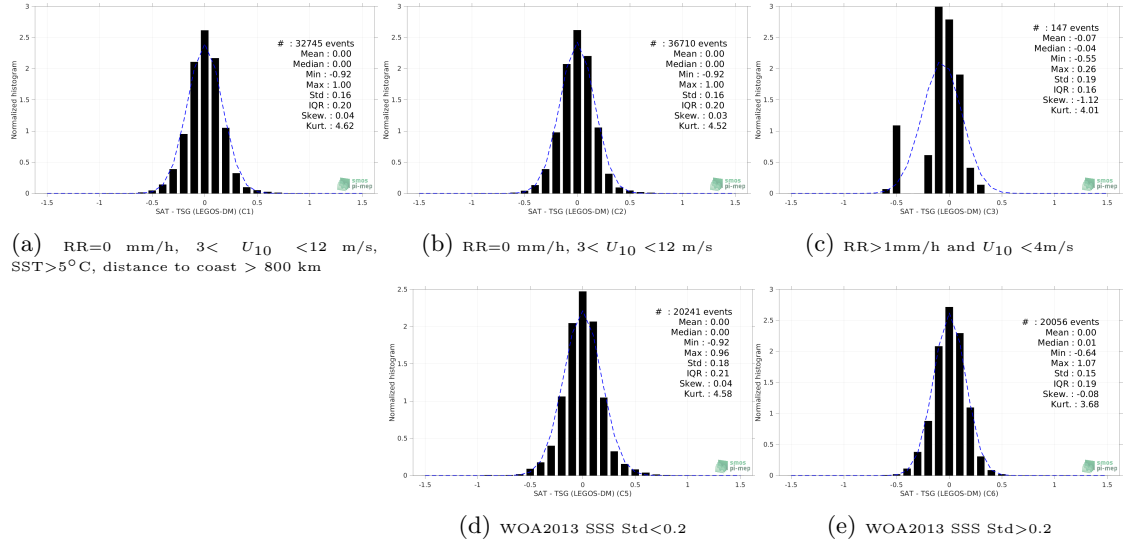 3
2.5
2
1.5
1
0.5
0
Normalized histogram
# : 32745 events
Mean : 0.00
Median : 0.00
Min : -0.92
Max : 1.00
Std : 0.16
IQR : 0.20
Skew. : 0.04
Kurt. : 4.62
smos
pi-mep
-1.5 -1 -0.5 0 0.5 1 1.5
SAT - TSG (LEGOS-DM) (C1)
(a) RR=0 mm/h, 3< U10 <12 m/s,
SST>5°C, distance to coast > 800 km
3
2.5
2
1.5
1
0.5
0
Normalized histogram
# : 36710 events
Mean : 0.00
Median : 0.00
Min : -0.92
Max : 1.00
Std : 0.16
IQR : 0.20
Skew. : 0.03
Kurt. : 4.52
smos
pi-mep
-1.5 -1 -0.5 0 0.5 1 1.5
SAT - TSG (LEGOS-DM) (C2)
(b) RR=0 mm/h, 3< U10 <12 m/s
3
2.5
2
1.5
1
0.5
0
Normalized histogram
# : 147 events
Mean : -0.07
Median : -0.04
Min : -0.55
Max : 0.26
Std : 0.19
IQR : 0.16
Skew. : -1.12
Kurt. : 4.01
smos
pi-mep
-1.5 -1 -0.5 0 0.5 1 1.5
SAT - TSG (LEGOS-DM) (C3)
(c) RR>1mm/h and U10 <4m/s
2.5
2
1.5
1
0.5
0
Normalized histogram
# : 20241 events
Mean : 0.00
Median : 0.00
Min : -0.92
Max : 0.96
Std : 0.18
IQR : 0.21
Skew. : 0.04
Kurt. : 4.58
smos
pi-mep
-1.5 -1 -0.5 0 0.5 1 1.5
SAT - TSG (LEGOS-DM) (C5)
(d) WOA2013 SSS Std<0.2
3
2.5
2
1.5
1
0.5
0
Normalized histogram
# : 20056 events
Mean : 0.00
Median : 0.01
Min : -0.64
Max : 1.07
Std : 0.15
IQR : 0.19
Skew. : -0.08
Kurt. : 3.68
smos
pi-mep
-1.5 -1 -0.5 0 0.5 1 1.5
SAT - TSG (LEGOS-DM) (C6)
(e) WOA2013 SSS Std>0.2